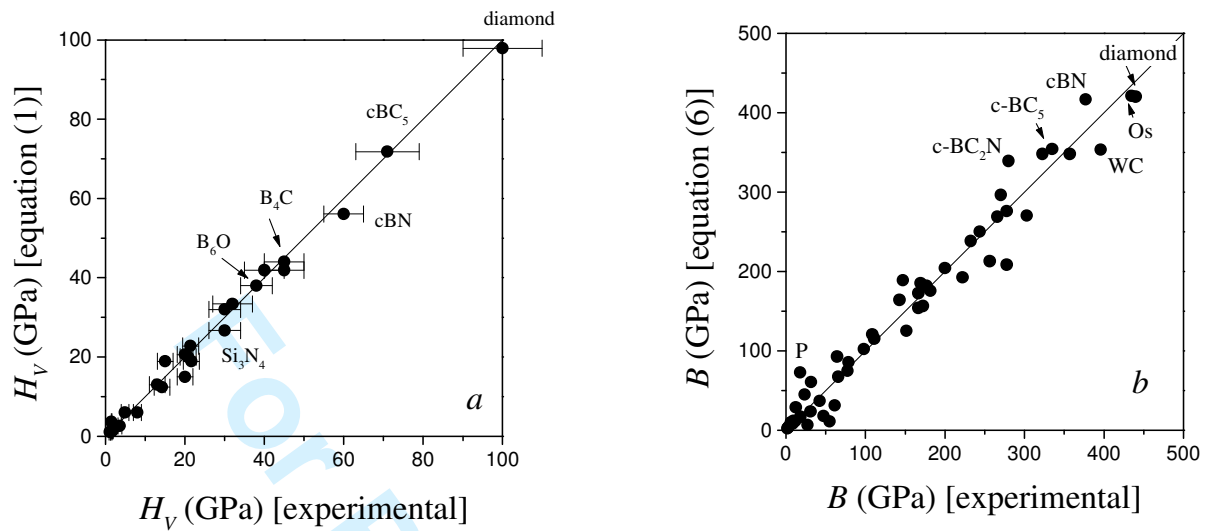 diamond
100
80
60
40
20
0
cBC₅
B₄C
cBN
B₆O
Si₃N₄
a
0 20 40 60 80 100
H_V (GPa) [equation (1)]
H_V (GPa) [experimental]
For
500
400
300
200
100
0
diamond
cBN
c-BC₅
Os
c-BC₂N
WC
P
b
0 100 200 300 400 500
B (GPa) [equation (6)]
B (GPa) [experimental]